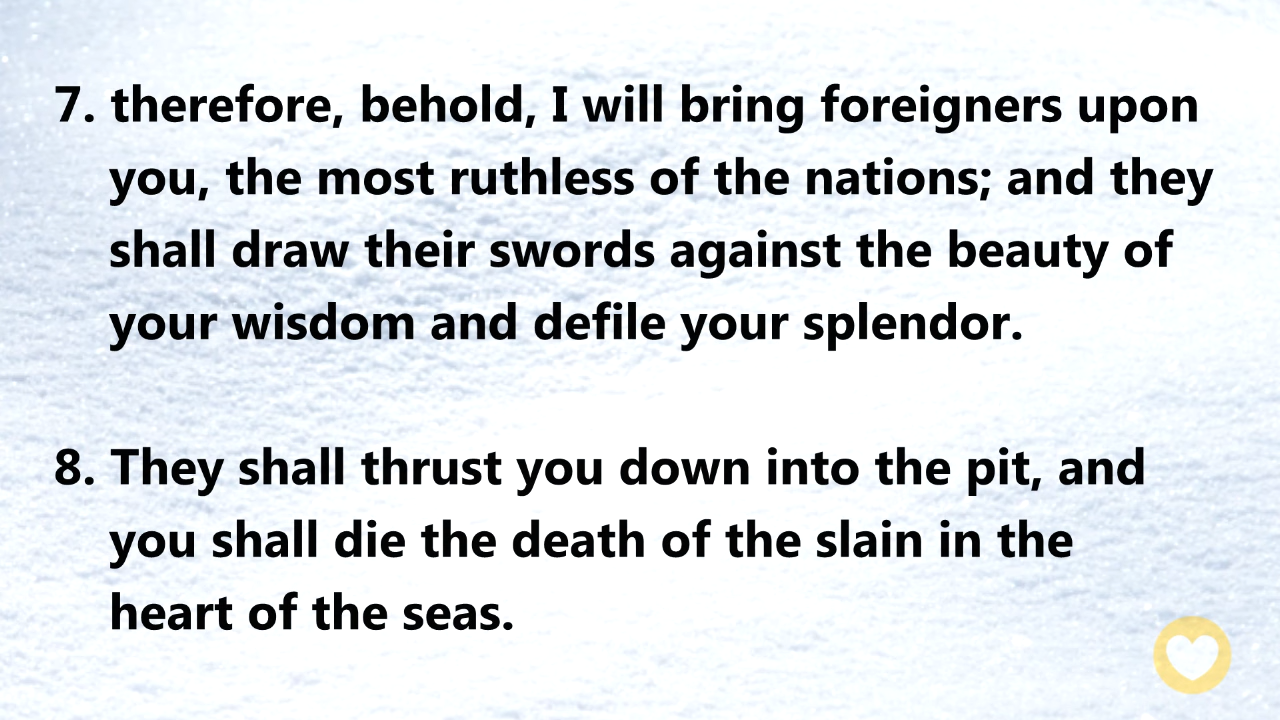 7. therefore, behold, I will bring foreigners upon
you, the most ruthless of the nations; and they
shall draw their swords against the beauty of
your wisdom and defile your splendor.
8. They shall thrust you down into the pit, and
you shall die the death of the slain in the
heart of the seas.